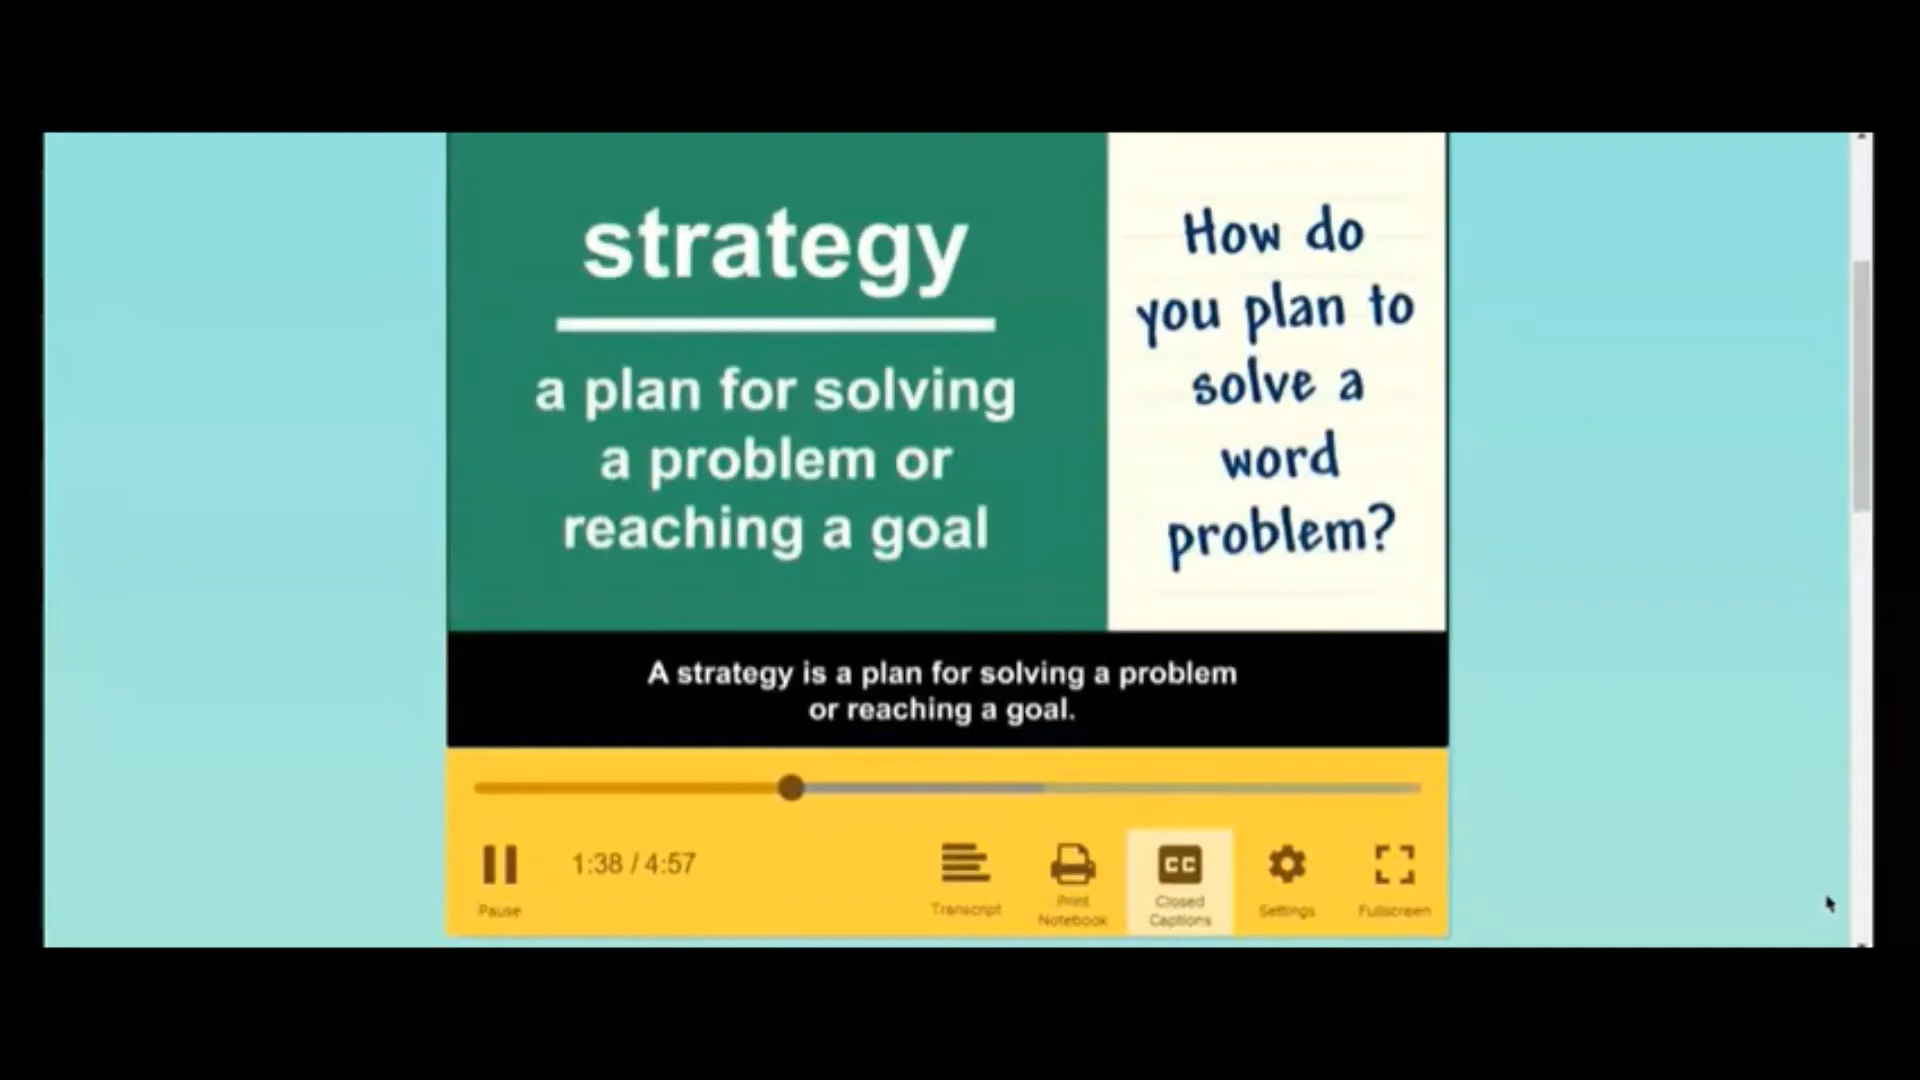 strategy
a plan for solving
a problem or
reaching a goal
How do
you plan to
solve a
word
problem?
A strategy is a plan for solving a problem
or reaching a goal.
1:38 / 4:57
Pause
Transcript
Print
Notebook
CC
Closed
Captions
Settings
Fullscreen